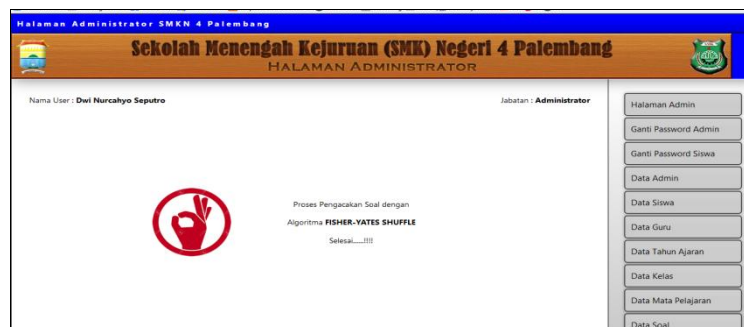 Halaman Administrator SMKN 4 Palembang
Sekolah Menengah Kejuruan (SMK) Negeri 4 Palembang
HALAMAN ADMINISTRATOR
Nama User : Dwi Nurcahyo Seputro
Jabatan : Administrator
Proses Pengacakan Soal dengan
Algoritma FISHER-YATES SHUFFLE
Selesai.....!!!!
Halaman Admin
Ganti Password Admin
Ganti Password Siswa
Data Admin
Data Siswa
Data Guru
Data Tahun Ajaran
Data Kelas
Data Mata Pelajaran
Data Soal